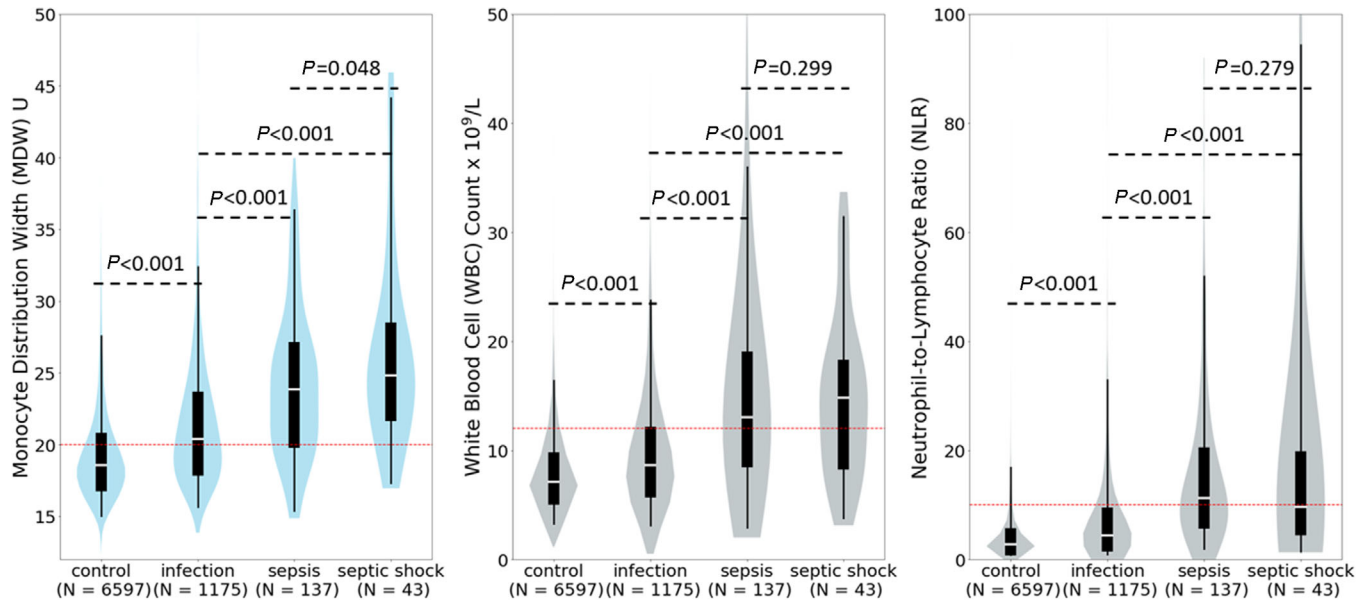 Monocyte Distribution Width (MDW) U
50
45
40
35
30
25
20
15
P=0.048
P<0.001
P<0.001
P<0.001
control
(N = 6597)
infection
(N = 1175)
sepsis
(N = 137)
septic shock
(N = 43)
White Blood Cell (WBC) Count x 10⁹/L
50
40
30
20
10
0
P=0.299
P<0.001
P<0.001
P<0.001
control
(N = 6597)
infection
(N = 1175)
sepsis
(N = 137)
septic shock
(N = 43)
Neutrophil-to-Lymphocyte Ratio (NLR)
100
80
60
40
20
0
P=0.279
P<0.001
P<0.001
P<0.001
control
(N = 6597)
infection
(N = 1175)
sepsis
(N = 137)
septic shock
(N = 43)